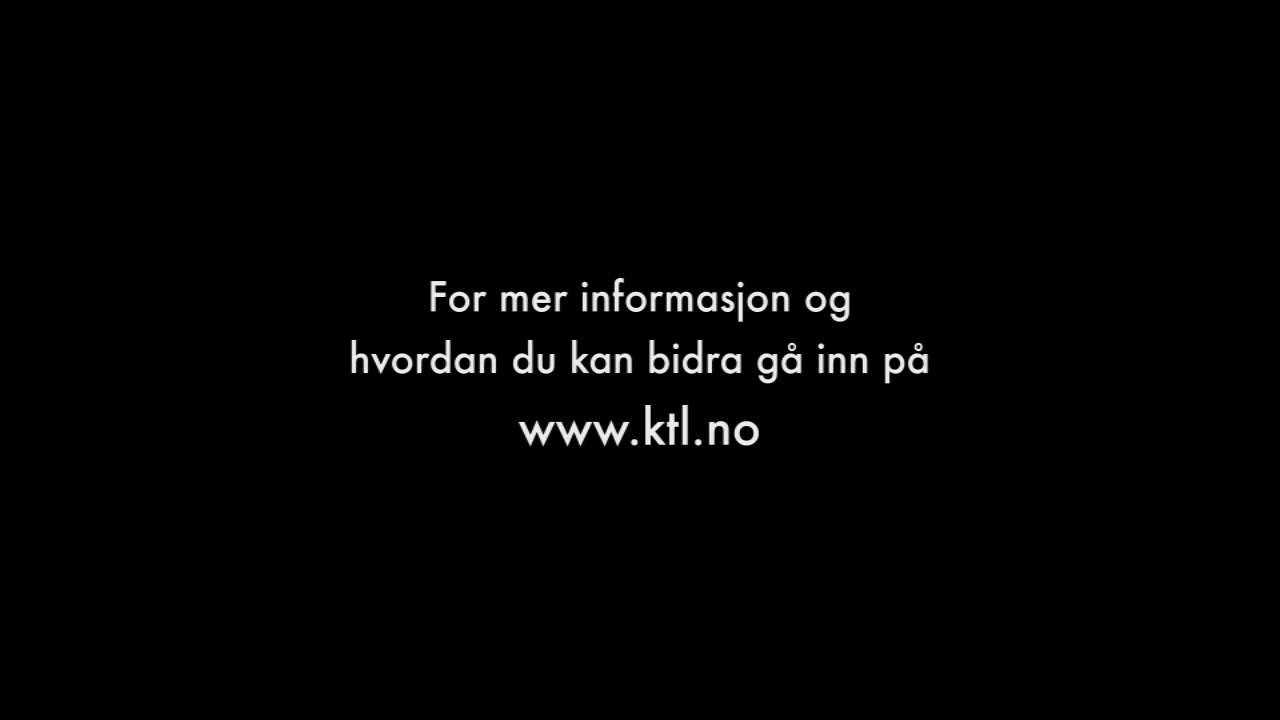 For mer informasjon og
hvordan du kan bidra gå inn på
www.ktl.no